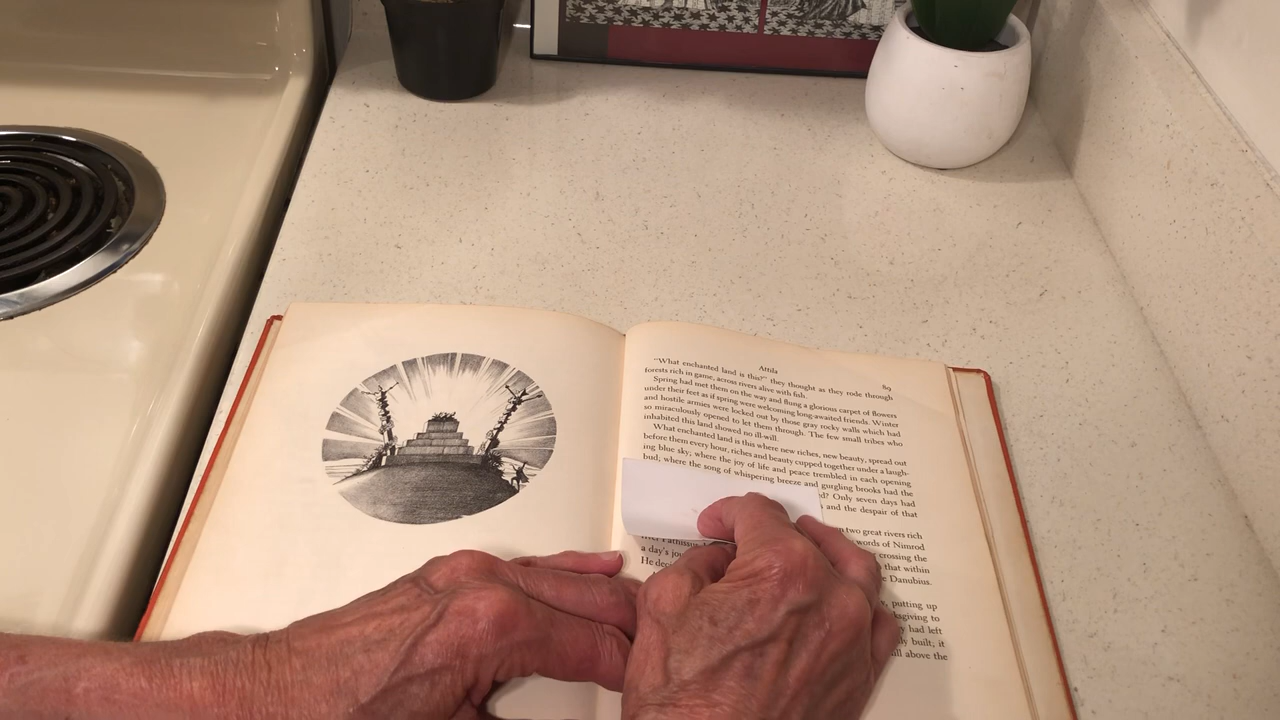 Attila
89
"What enchanted land is this?" they thought as they rode through
forests rich in game, across rivers alive with fish.
Spring had met them on the way and flung a glorious carpet of flowers
under their feet as if spring were welcoming long-awaited friends. Winter
and hostile armies were locked out by those gray rocky walls which had
so miraculously opened to let them through. The few small tribes who
inhabited this land showed no ill-will.
What enchanted land is this where new riches, new beauty, spread out
before them every hour, riches and beauty cupped together under a laugh-
ing blue sky; where the joy of life and peace trembled in each opening
bud, where the song of whispering breeze and gurgling brooks had the
Only seven days had
and the despair of that
two great rivers rich
words of Nimrod
a day's crossing the
He that within
Danubius.
putting up
to
had left
built; it
above the